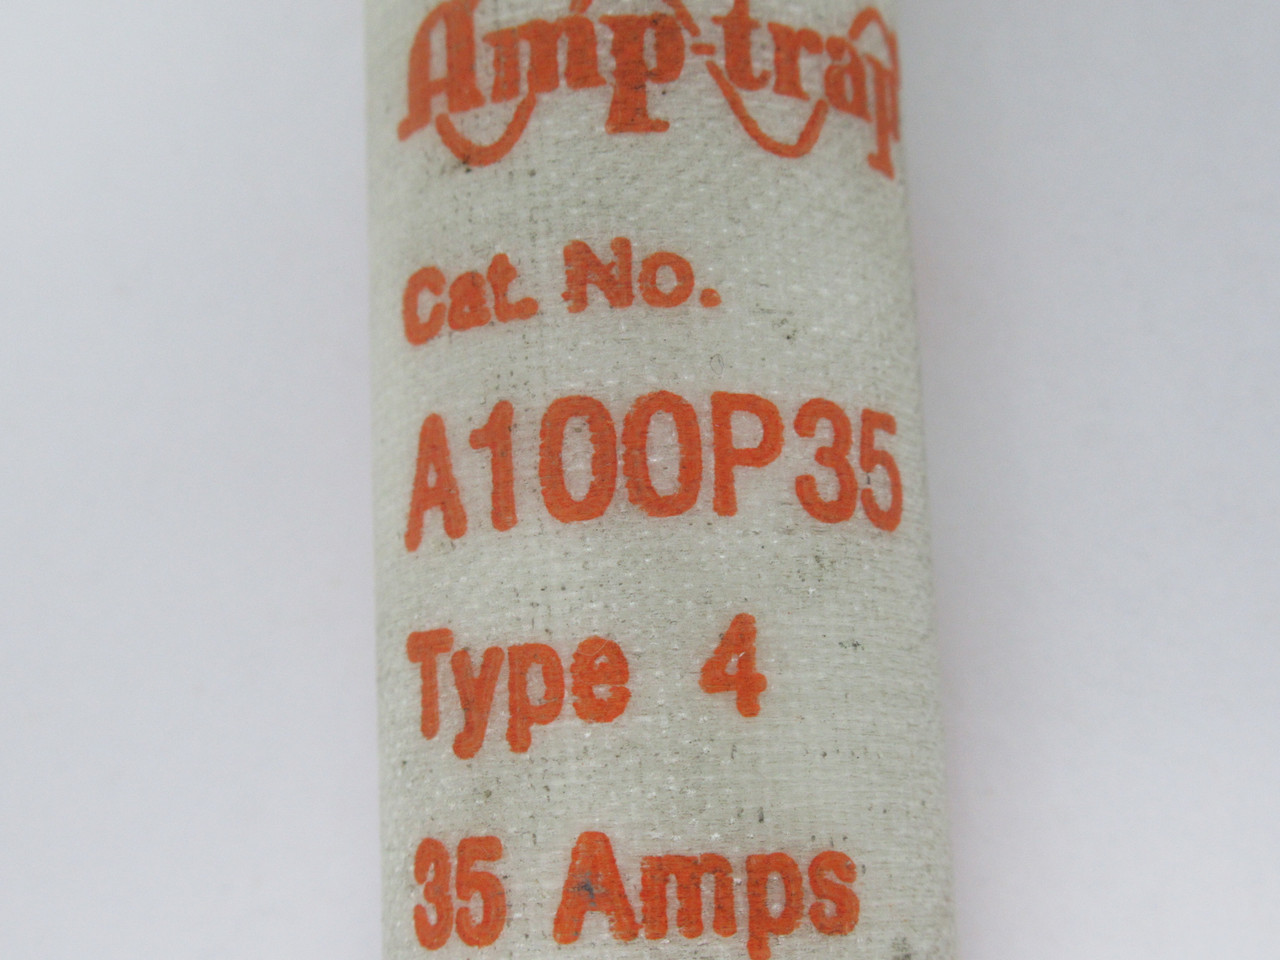 Amp-trap
Cat. No.
A100P35
Type 4
35 Amps